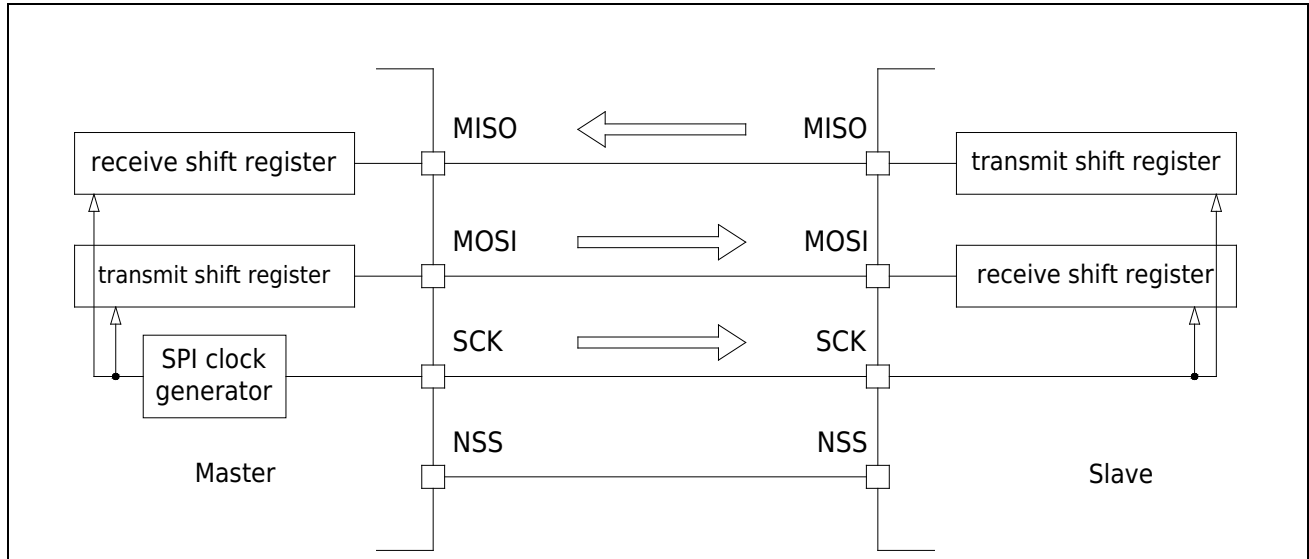 MISO
MISO
receive shift register
transmit shift register
MOSI
MOSI
transmit shift register
receive shift register
SCK
SCK
SPI clock
generator
NSS
NSS
Master
Slave